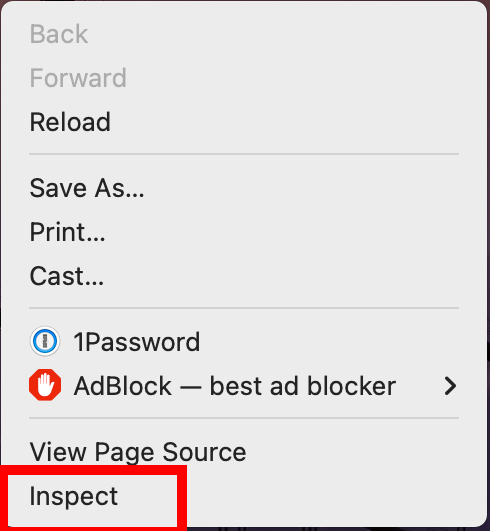 Back
Forward
Reload
Save As...
Print...
Cast...
1Password
AdBlock — best ad blocker
View Page Source
Inspect